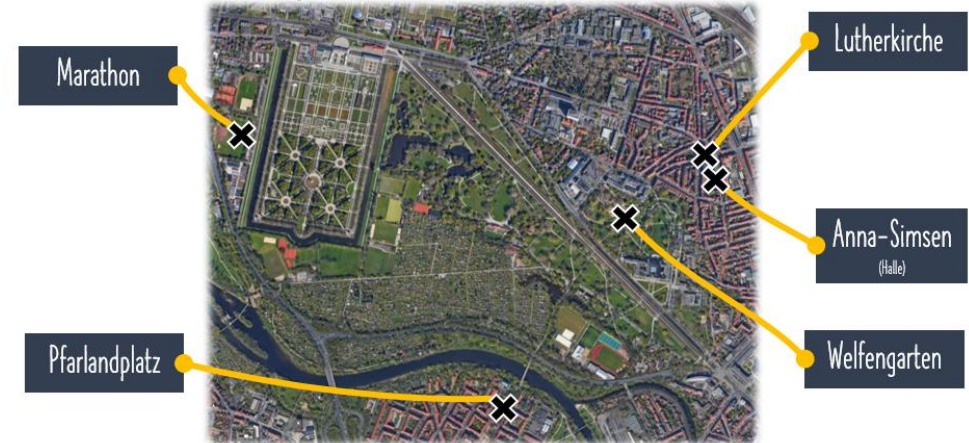 Lutherkirche
Marathon
Anna-Simsen
(Halle)
Pfarlandplatz
Welfengarten